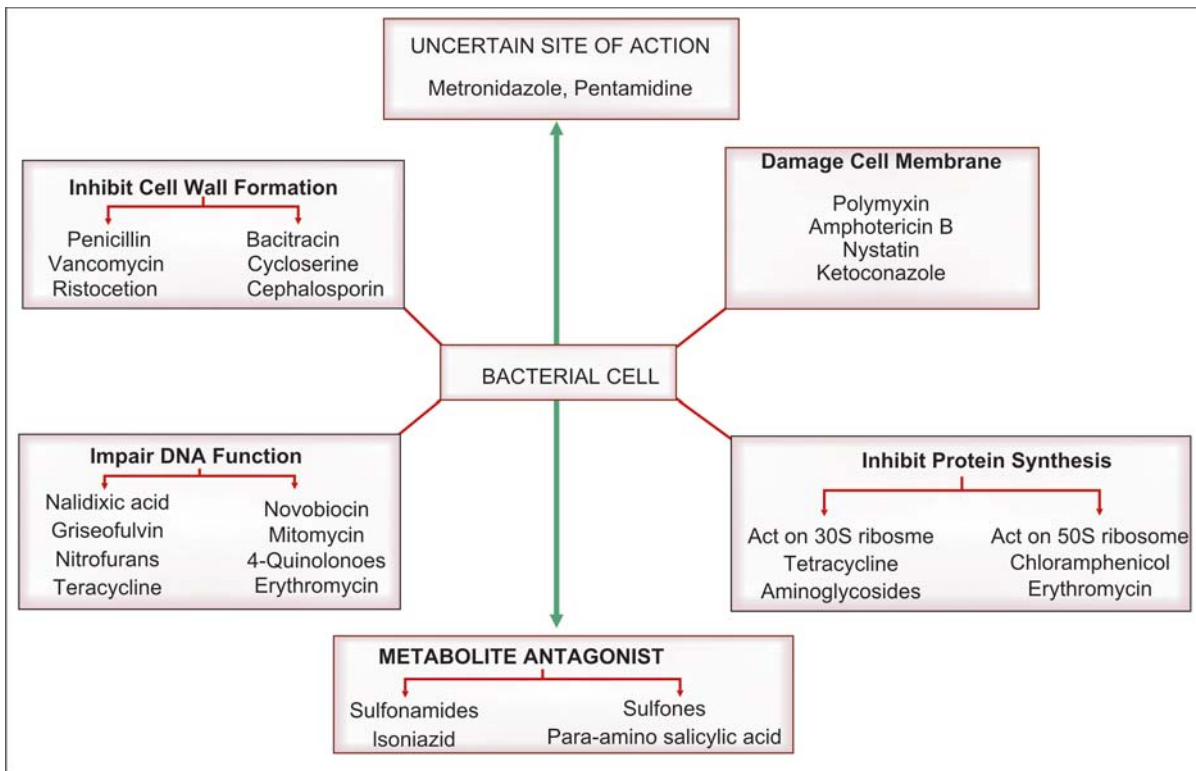 UNCERTAIN SITE OF ACTION
Metronidazole, Pentamidine
Inhibit Cell Wall Formation
Penicillin
Vancomycin
Ristocetion
Bacitracin
Cycloserine
Cephalosporin
Damage Cell Membrane
Polymyxin
Amphotericin B
Nystatin
Ketoconazole
BACTERIAL CELL
Impair DNA Function
Nalidixic acid
Griseofulvin
Nitrofurans
Teracycline
Novobiocin
Mitomycin
4-Quinolonoes
Erythromycin
Inhibit Protein Synthesis
Act on 30S ribosme
Tetracycline
Aminoglycosides
Act on 50S ribosome
Chloramphenicol
Erythromycin
METABOLITE ANTAGONIST
Sulfonamides
Isoniazid
Sulfones
Para-amino salicylic acid